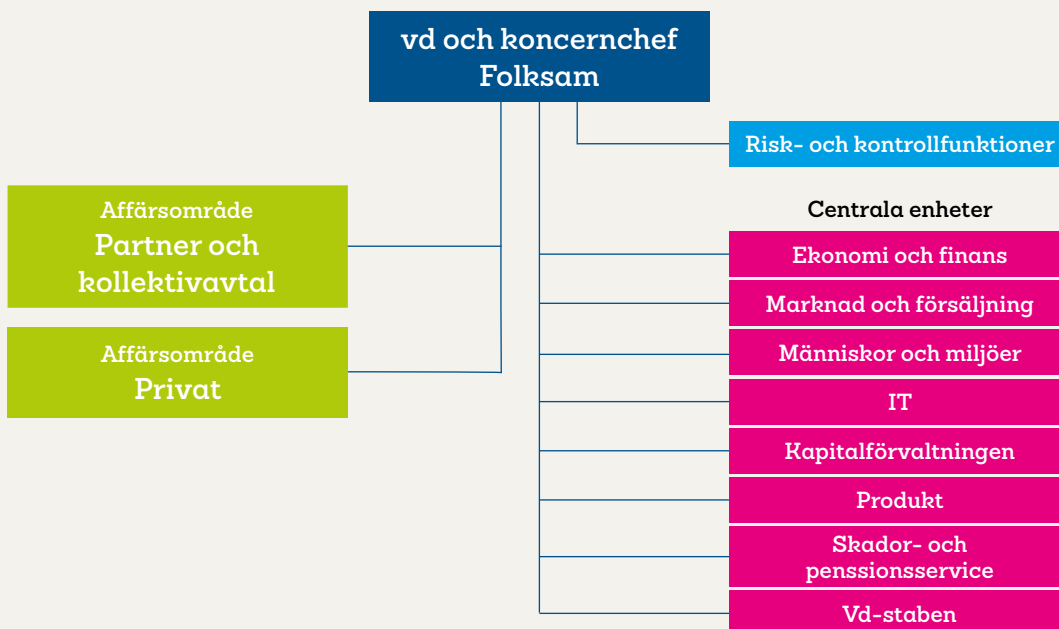 vd och koncernchef
Folksam
Risk- och kontrollfunktioner
Affärsområde
Partner och
kollektivavtal
Affärsområde
Privat
Centrala enheter
Ekonomi och finans
Marknad och försäljning
Människor och miljöer
IT
Kapitalförvaltningen
Produkt
Skador- och
penssionsservice
Vd-staben